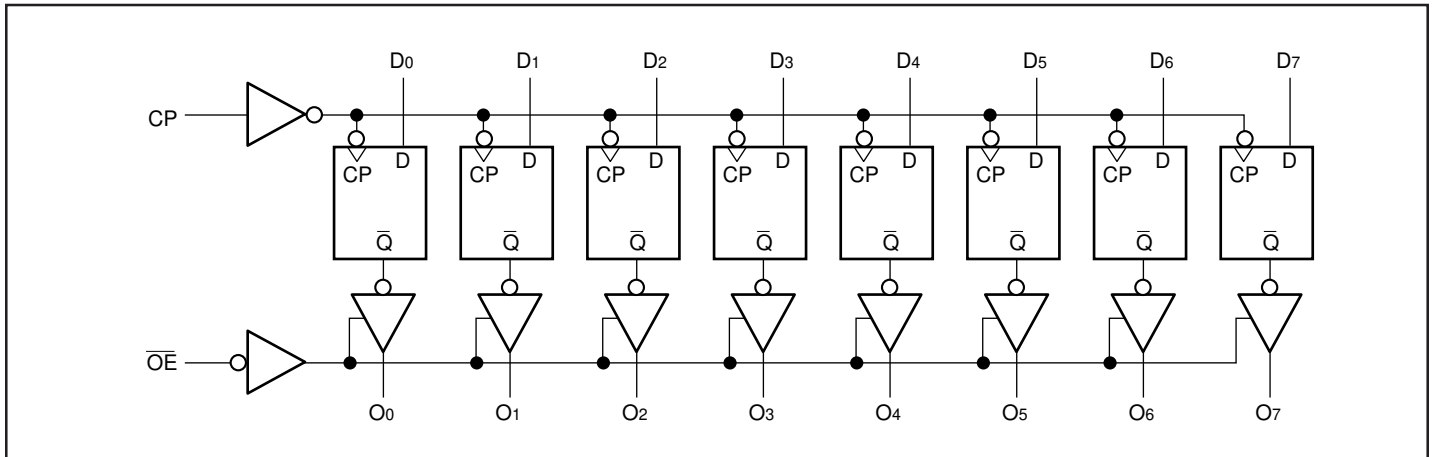 D0 D1 D2 D3 D4 D5 D6 D7
CP
CP D CP D CP D CP D CP D CP D CP D CP D
Q̅ Q̅ Q̅ Q̅ Q̅ Q̅ Q̅ Q̅
O̅E̅
O0 O1 O2 O3 O4 O5 O6 O7